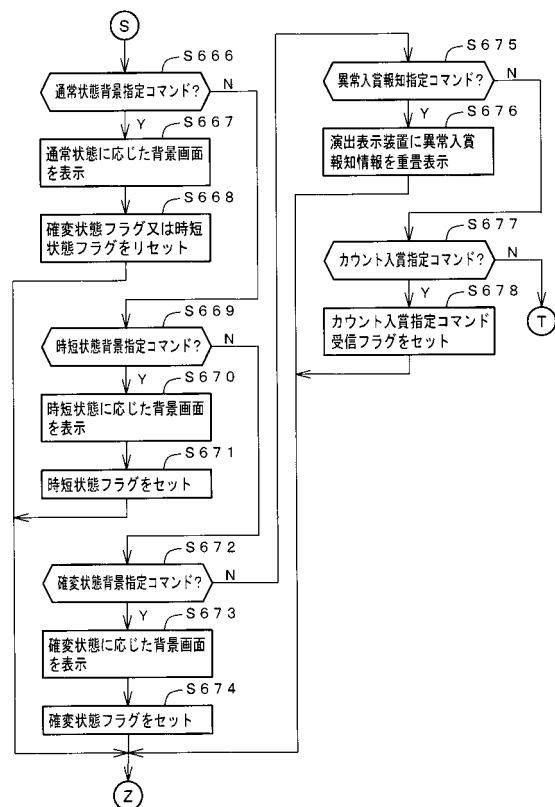 S
S666
通常状態背景指定コマンド?
N
Y
S667
通常状態に応じた背景画面
を表示
S668
確変状態フラグ又は時短
状態フラグをリセット
S669
時短状態背景指定コマンド?
N
Y
S670
時短状態に応じた背景画面
を表示
S671
時短状態フラグをセット
S672
確変状態背景指定コマンド?
N
Y
S673
確変状態に応じた背景画面
を表示
S674
確変状態フラグをセット
Z
S675
異常入賞報知指定コマンド?
N
Y
S676
演出表示装置に異常入賞
報知情報を重畳表示
S677
カウント入賞指定コマンド?
N
Y
S678
カウント入賞指定コマンド
受信フラグをセット
T